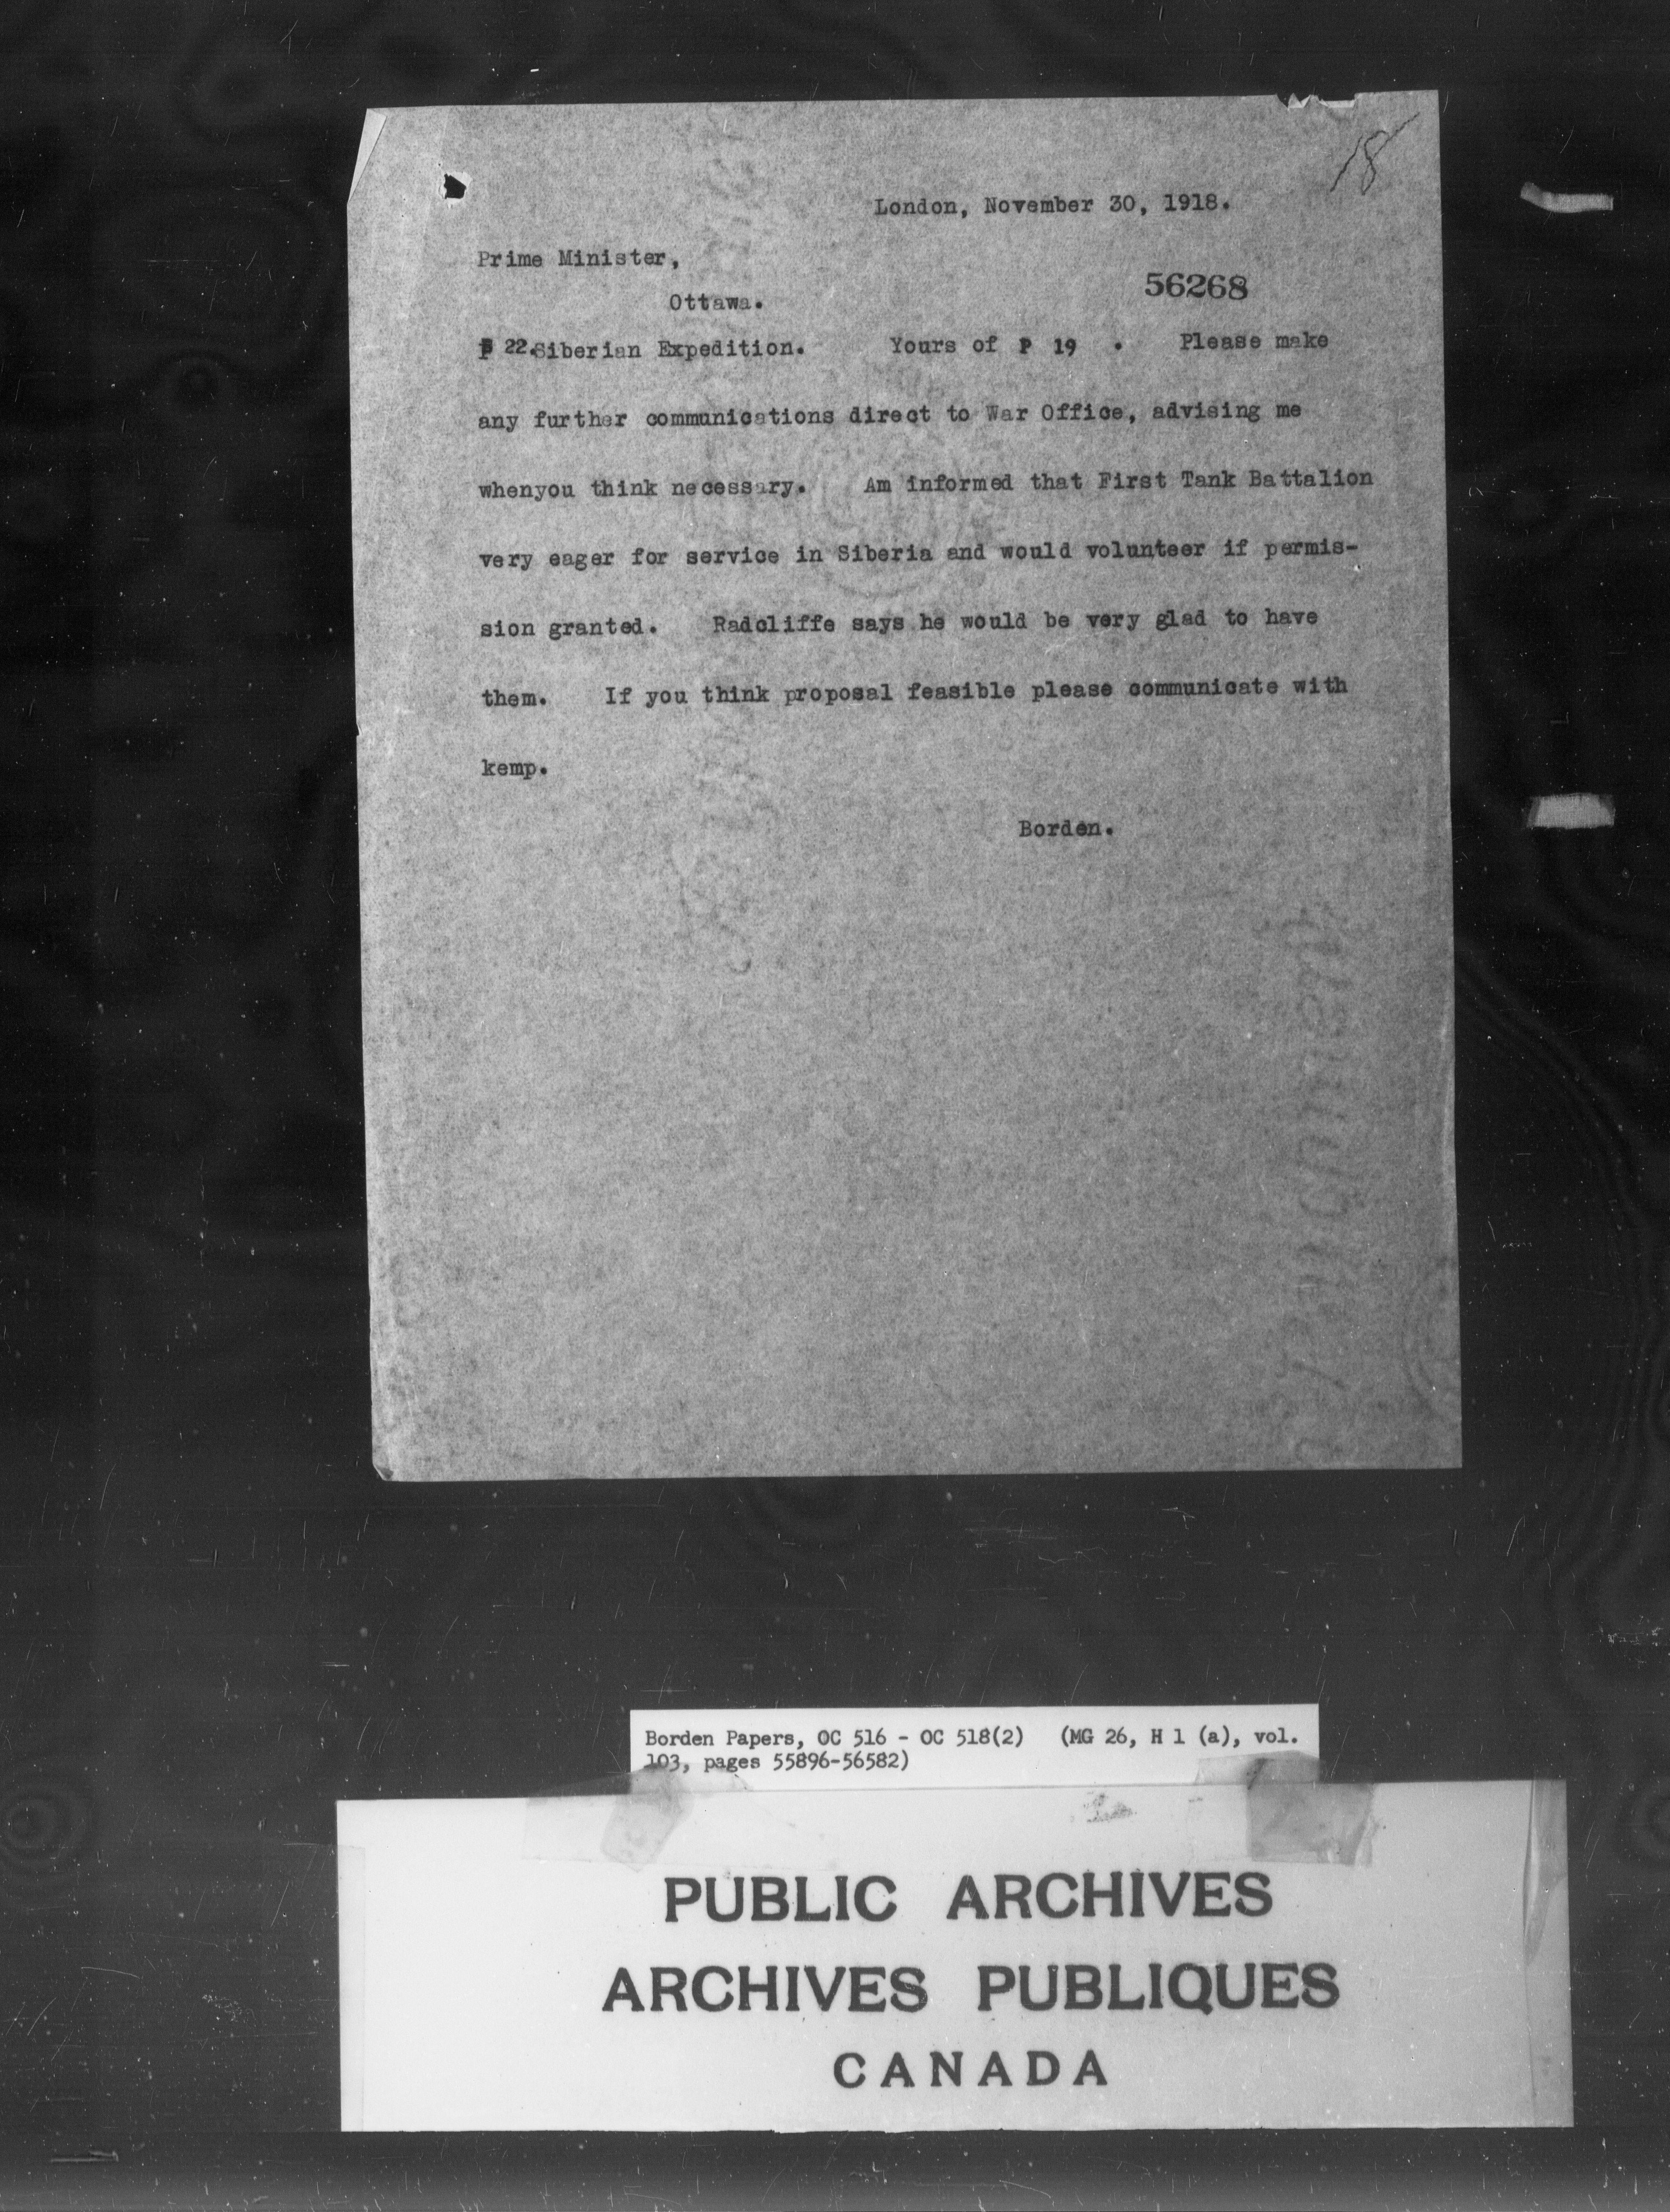 18
London, November 30, 1918.
Prime Minister,
Ottawa.
56268
P 22. Siberian Expedition. Yours of P 19 . Please make
any further communications direct to War Office, advising me
whenyou think necessary. Am informed that First Tank Battalion
very eager for service in Siberia and would volunteer if permis-
sion granted. Radcliffe says he would be very glad to have
them. If you think proposal feasible please communicate with
kemp.
Borden.
Borden Papers, OC 516 - OC 518(2) (MG 26, H 1 (a), vol.
103, pages 55896-56582)
PUBLIC ARCHIVES
ARCHIVES PUBLIQUES
CANADA